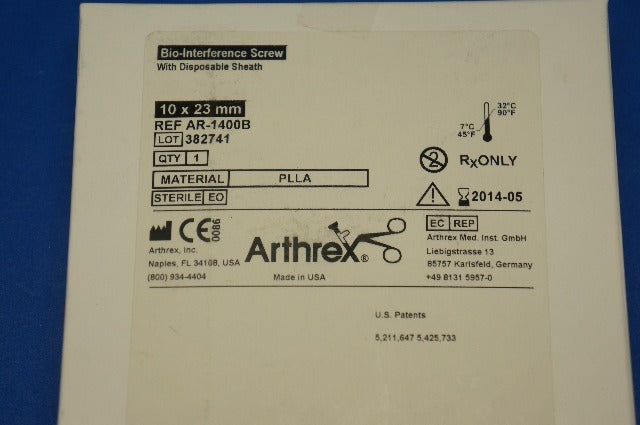 Bio-Interference Screw
With Disposable Sheath
10 x 23 mm
REF AR-1400B
LOT 382741
QTY 1
MATERIAL PLLA
STERILE EO
32°C
90°F
7°C
45°F
2
RxONLY
2014-05
CE 0086
Arthrex, Inc.
Naples, FL 34108, USA
(800) 934-4404
Arthrex®
Made in USA
EC REP
Arthrex Med. Inst. GmbH
Liebigstrasse 13
85757 Karlsfeld, Germany
+49 8131 5957-0
U.S. Patents
5,211,647 5,425,733